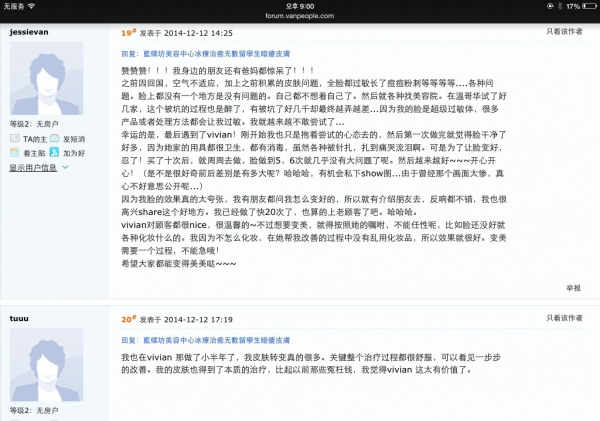 无服务 오후 9:00 17%
forum.vanpeople.com
jessievan
19# 发表于 2014-12-12 14:25 只看该作者
回复：藍蝶坊美容中心冰療治癒无數留學生暗瘡皮膚
赞赞赞！！！我身边的朋友还有爸妈都惊呆了！！！
之前因回国，空气不适应，加上之前积累的皮肤问题，全脸都过敏长了痘痘粉刺等等等等....各种问
题。脸上都没有一个地方是没有问题的。自己都不想看自己了。然后就各种找美容院。在温哥华试了好
几家，这个被坑的过程也是醉了，有被坑了好几千却最终越弄越差...因为我的脸是超级过敏体，很多
产品或者处理方法都会让我过敏。我就越来越不敢尝试了...
幸运的是，最后遇到了vivian！刚开始我也只是抱着尝试的心态去的，然后第一次做完就觉得脸干净了
好多，因为她家的用具都很卫生，都有消毒，虽然各种被针扎，扎到痛哭流泪啊。可是为了让脸变好，
忍了！买了十次后，就周周去做，脸做到5，6次就几乎没有大问题了呢。然后越来越好~~~开心开
心！（是不是很好奇前后差别是有多大呢？哈哈哈，有机会私下show图...由于曾经那个画面太惨，真
心不好意思公开呢...）
因为我脸的效果真的太夸张，我有朋友都问我怎么变好的，所以就有介绍朋友去，反响都不错，我也很
高兴share这个好地方。我已经做了快20次了，也算的上老顾客了吧。哈哈哈。
vivian对顾客都很nice，很温馨的~不过想要变美，就得按照她的嘱咐，不能任性呢，比如脸还没好就
各种化妆什么的。我因为不怎么化妆，在她帮我改善的过程中没有乱用化妆品，所以效果就很好。变美
需要一个过程，不能急哦！
希望大家都能变得美美哒~~~
等级2：无房户
TA的主 发短消
看主贴 加为好
显示用户信息
举报
tuuu
20# 发表于 2014-12-12 17:19 只看该作者
回复：藍蝶坊美容中心冰療治癒无數留學生暗瘡皮膚
我也在vivian 那做了小半年了，我皮肤转变真的很多。关键整个治疗过程都很舒服，可以看见一步步
的改善。我的皮肤也得到了本质的治疗，比起以前那些冤枉钱，我觉得vivian 这太有价值了。
等级2：无房户